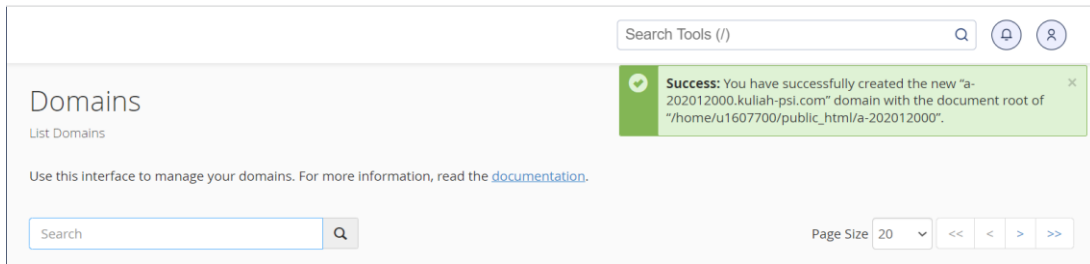 Search Tools (/)
Success: You have successfully created the new “a-
202012000.kuliah-psi.com” domain with the document root of
“/home/u1607700/public_html/a-202012000”.
×
Domains
List Domains
Use this interface to manage your domains. For more information, read the documentation.
Search
Page Size 20 << < > >>